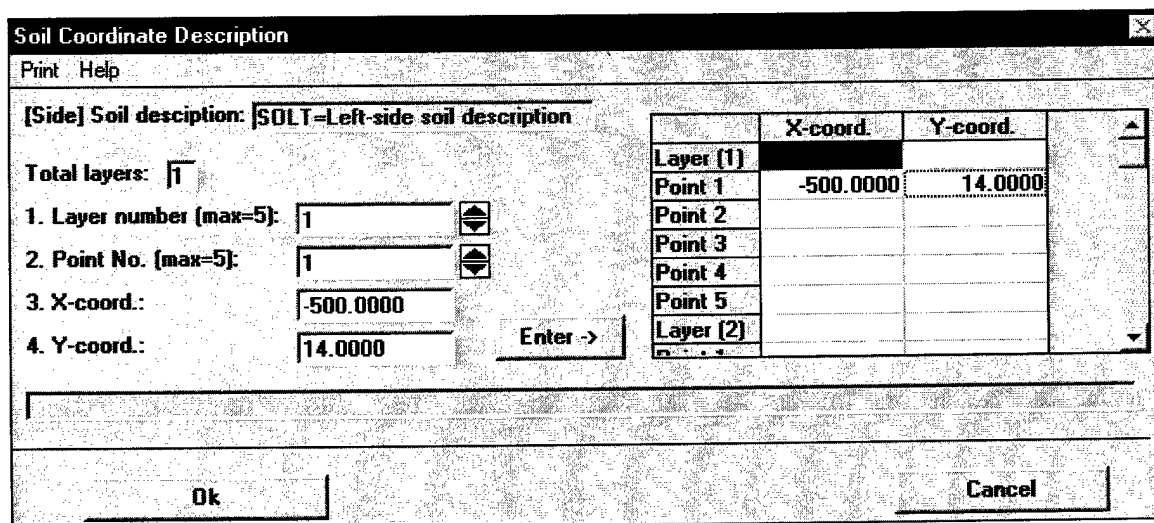 Soil Coordinate Description
Print Help
[Side] Soil desciption: SOLT=Left-side soil description
Total layers: 1
1. Layer number (max=5): 1
2. Point No. (max=5): 1
3. X-coord.: -500.0000
4. Y-coord.: 14.0000
Enter ->
X-coord. Y-coord.
Layer (1)
Point 1 -500.0000 14.0000
Point 2
Point 3
Point 4
Point 5
Layer (2)
Ok
Cancel